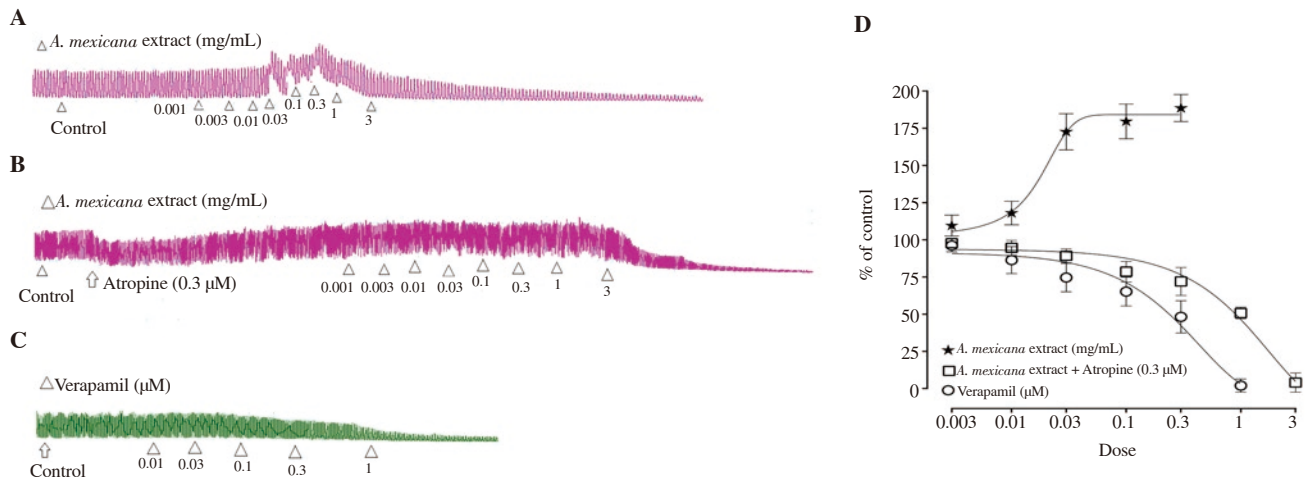 A
△ A. mexicana extract (mg/mL)
Control
0.001
0.003
0.01
0.03
0.1
0.3
1
3
B
△ A. mexicana extract (mg/mL)
Control
Atropine (0.3 μM)
0.001
0.003
0.01
0.03
0.1
0.3
1
3
C
△ Verapamil (μM)
Control
0.01
0.03
0.1
0.3
1
D
% of control
200
175
150
125
100
75
50
25
0
★ A. mexicana extract (mg/mL)
□ A. mexicana extract + Atropine (0.3 μM)
○ Verapamil (μM)
0.003 0.01 0.03 0.1 0.3 1 3
Dose